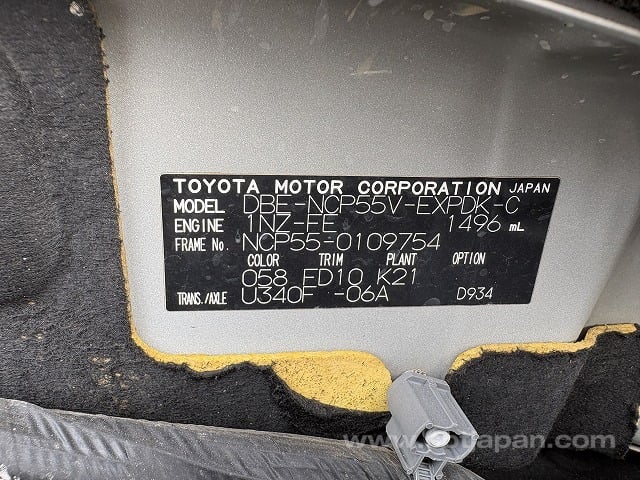 TOYOTA MOTOR CORPORATION JAPAN
MODEL DBE-NCP55V-EXPDK-C
ENGINE 1NZ-FE 1496 mL
FRAME No. NCP55-0109754
COLOR TRIM PLANT OPTION
058 FD10 K21
TRANS./AXLE U340F -06A D934